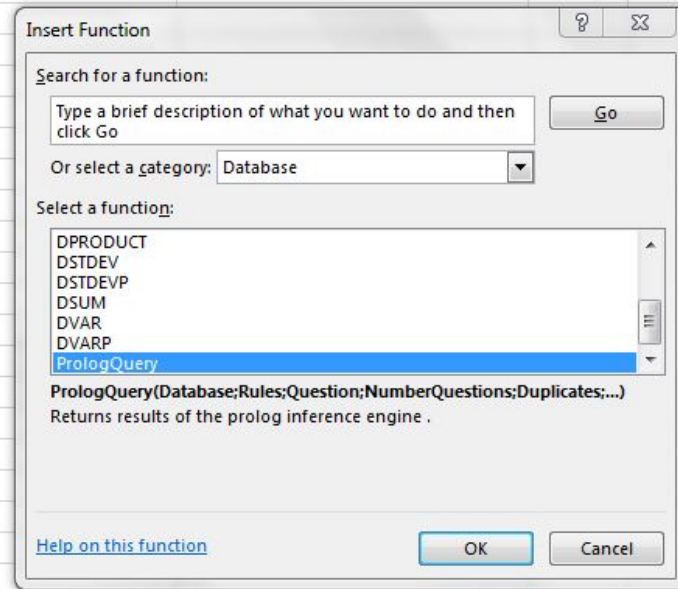 Insert Function
?
Search for a function:
Type a brief description of what you want to do and then
click Go
Go
Or select a category: Database
Select a function:
DPRODUCT
DSTDEV
DSTDEVP
DSUM
DVAR
DVARP
PrologQuery
PrologQuery(Database;Rules;Question;NumberQuestions;Duplicates;...)
Returns results of the prolog inference engine .
Help on this function
OK
Cancel